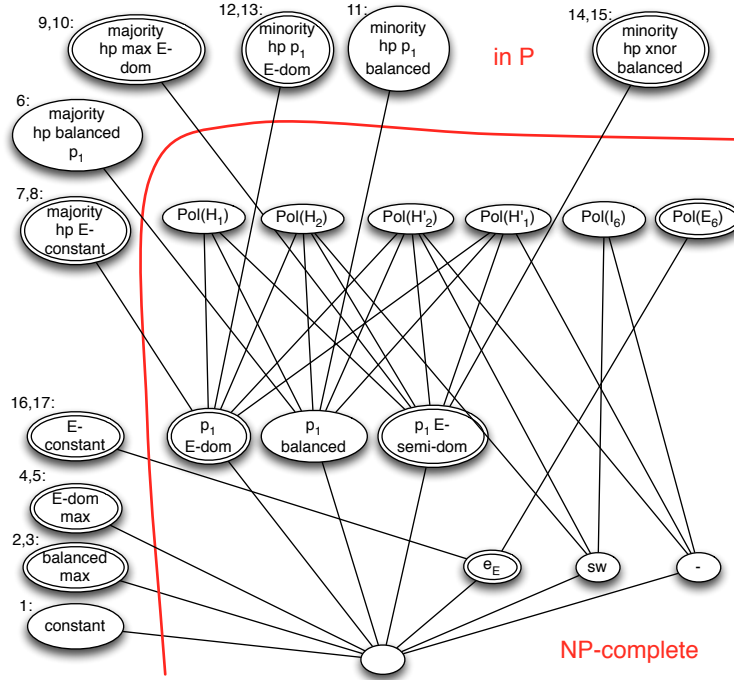 9,10:
majority
hp max E-
dom
12,13:
minority
hp p₁
E-dom
11:
minority
hp p₁
balanced
in P
14,15:
minority
hp xnor
balanced
6:
majority
hp balanced
p₁
7,8:
majority
hp E-
constant
Pol(H₁)
Pol(H₂)
Pol(H'₂)
Pol(H'₁)
Pol(I₆)
Pol(E₆)
16,17:
E-
constant
p₁
E-dom
p₁
balanced
p₁ E-
semi-dom
4,5:
E-dom
max
2,3:
balanced
max
e_E
sw
-
1:
constant
NP-complete